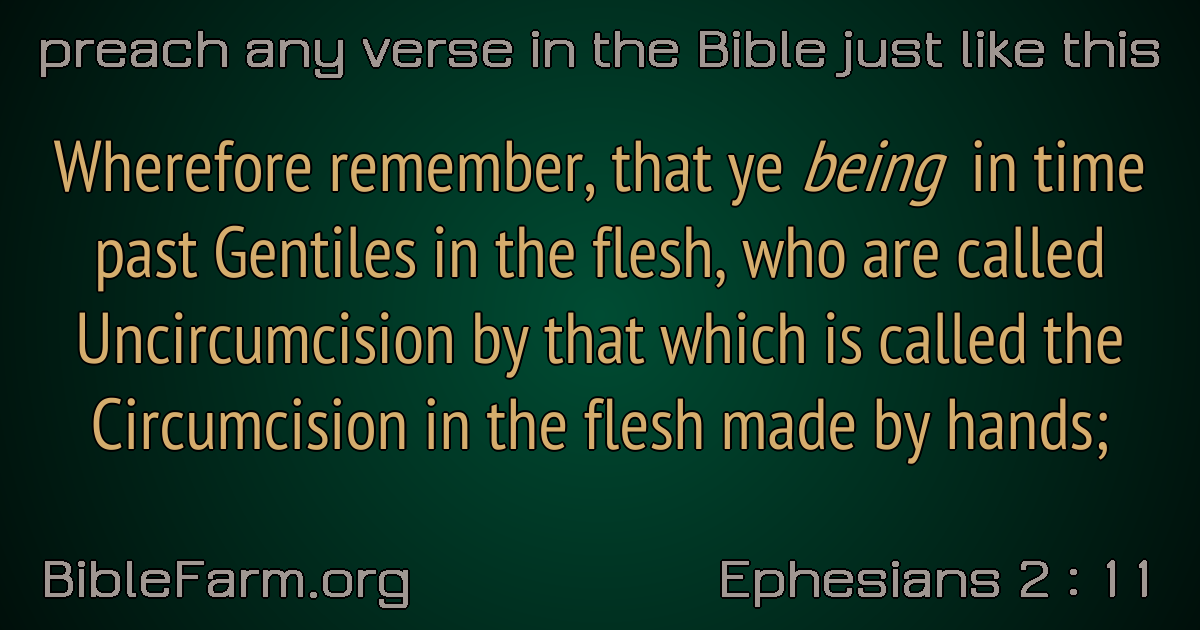 preach any verse in the Bible just like this
Wherefore remember, that ye being in time
past Gentiles in the flesh, who are called
Uncircumcision by that which is called the
Circumcision in the flesh made by hands;
BibleFarm.org
Ephesians 2 : 11